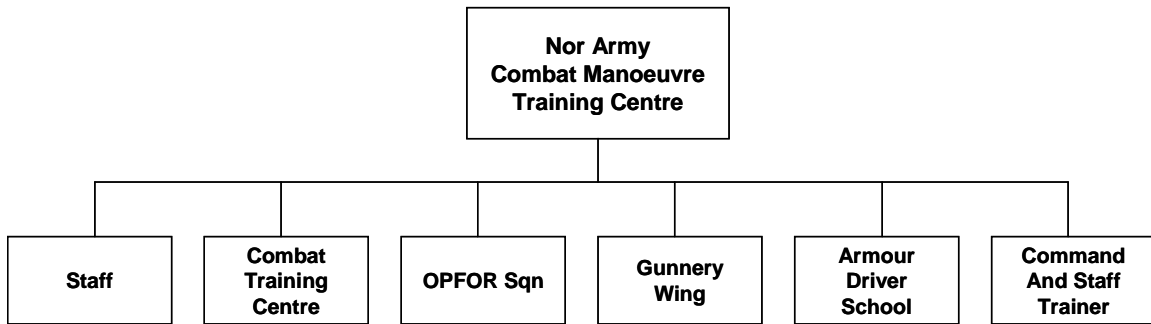 Nor Army
Combat Manoeuvre
Training Centre
Staff
Combat
Training
Centre
OPFOR Sqn
Gunnery
Wing
Armour
Driver
School
Command
And Staff
Trainer